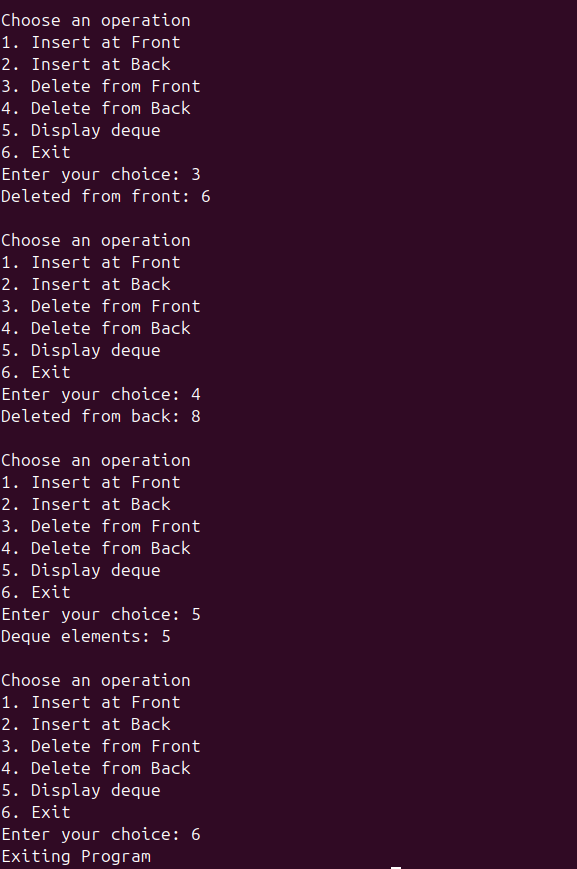 Choose an operation
1. Insert at Front
2. Insert at Back
3. Delete from Front
4. Delete from Back
5. Display deque
6. Exit
Enter your choice: 3
Deleted from front: 6

Choose an operation
1. Insert at Front
2. Insert at Back
3. Delete from Front
4. Delete from Back
5. Display deque
6. Exit
Enter your choice: 4
Deleted from back: 8

Choose an operation
1. Insert at Front
2. Insert at Back
3. Delete from Front
4. Delete from Back
5. Display deque
6. Exit
Enter your choice: 5
Deque elements: 5

Choose an operation
1. Insert at Front
2. Insert at Back
3. Delete from Front
4. Delete from Back
5. Display deque
6. Exit
Enter your choice: 6
Exiting Program